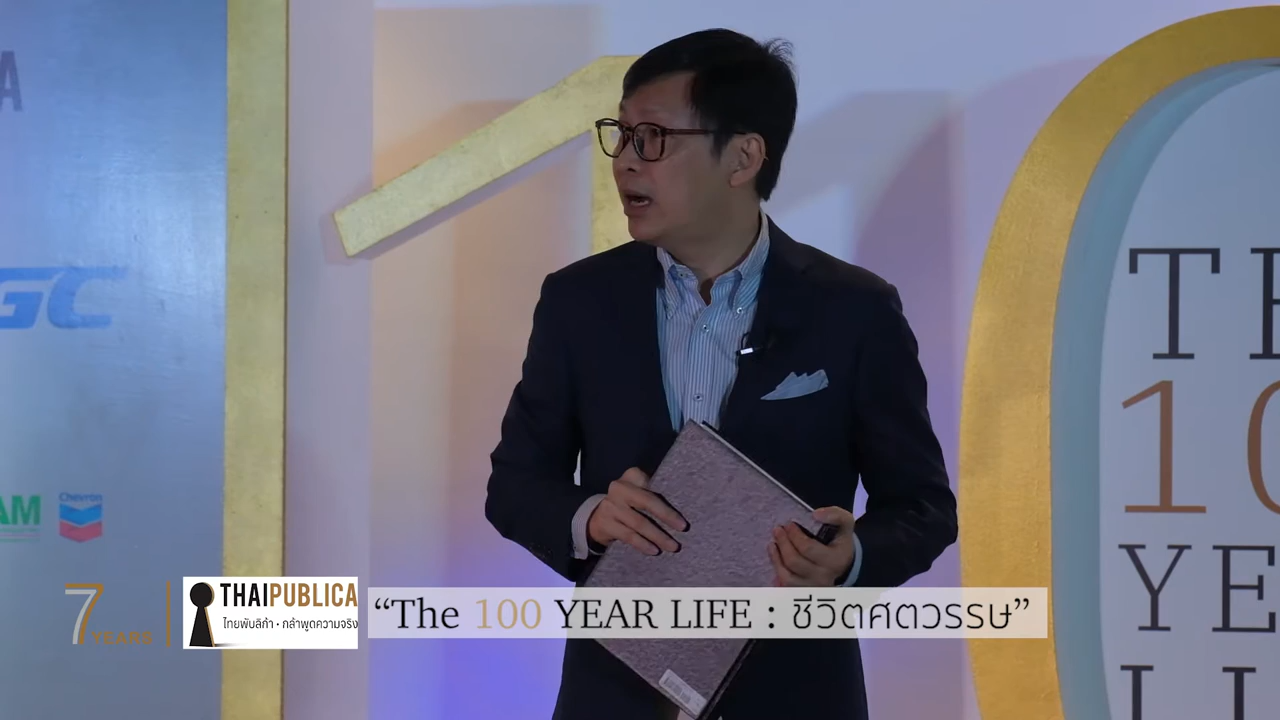 GC
Chevron
7
YEARS
THAIPUBLICA
ไทยพับลิก้า • กล้าพูดความจริง
“The 100 YEAR LIFE : ชีวิตศตวรรษ”
10
YE